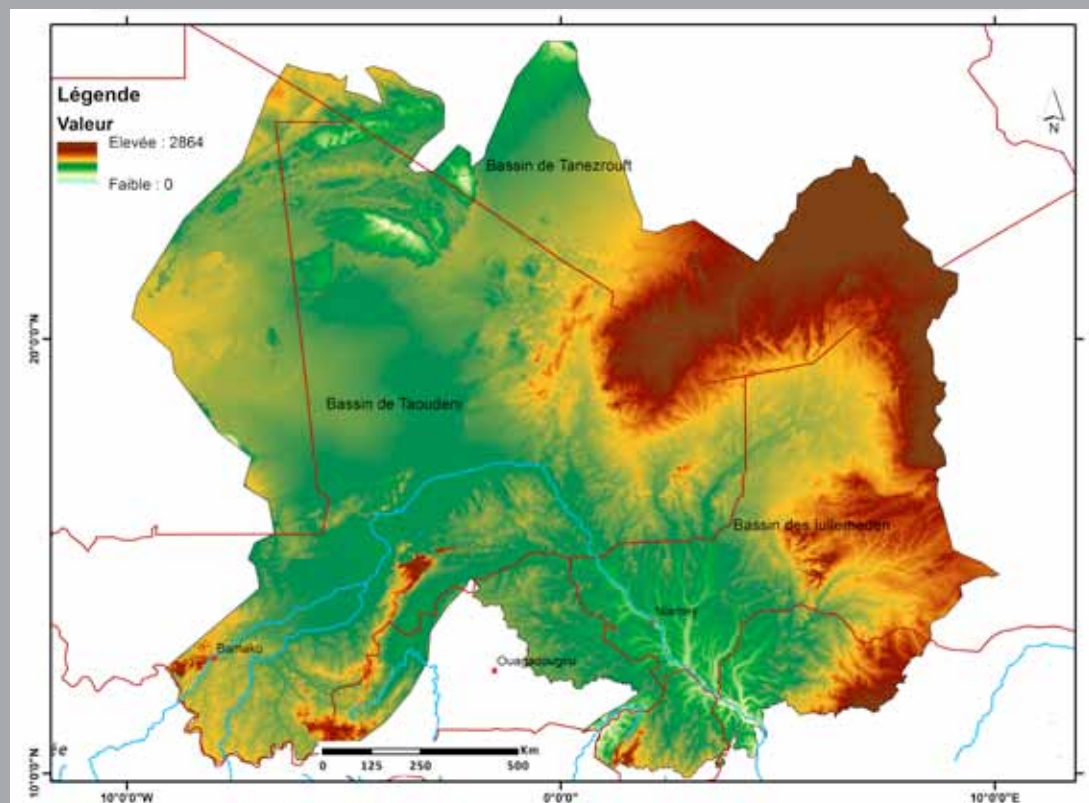 Légende
Valeur
Elevée : 2864
Faible : 0
N
Bassin de Tanezrouft
20°0'0"N
Bassin de Taoudeni
Bassin des Iullemeden
Niamey
Bamako
Ouagadougou
Km
0 125 250 500
10°0'0"N
10°0'0"W
0°0'0"
10°0'0"E